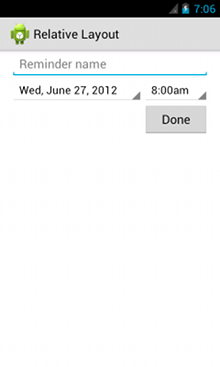 7:06
Relative Layout
Reminder name
Wed, June 27, 2012 8:00am
Done